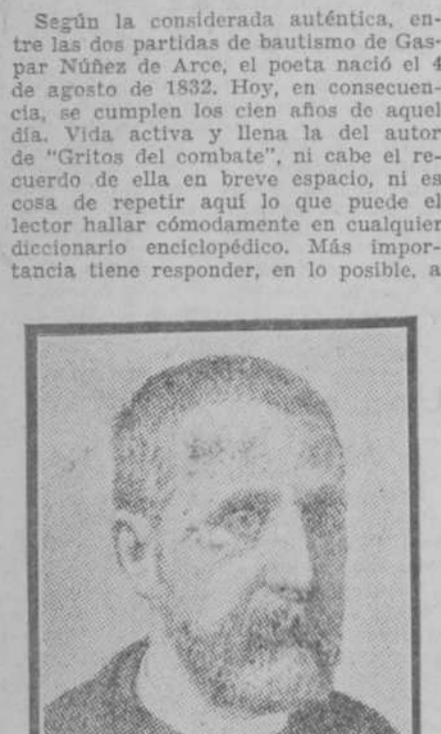 Según la considerada auténtica, en-
tre las dos partidas de bautismo de Gas-
par Núñez de Arce, el poeta nació el 4
de agosto de 1832. Hoy, en consecuen-
cia, se cumplen los cien años de aquel
día. Vida activa y llena la del autor
de "Gritos del combate", ni cabe el re-
cuerdo de ella en breve espacio, ni es
cosa de repetir aquí lo que puede el
lector hallar cómodamente en cualquier
diccionario enciclopédico. Más impor-
tancia tiene responder, en lo posible, a